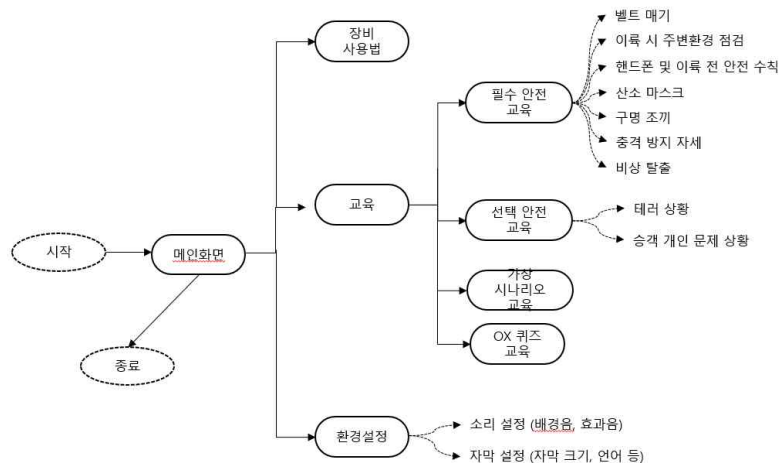 시작
메인화면
종료
장비
사용법
교육
환경설정
필수 안전
교육
벨트 매기
이륙 시 주변환경 점검
핸드폰 및 이륙 전 안전 수칙
산소 마스크
구명 조끼
충격 방지 자세
비상 탈출
선택 안전
교육
테러 상황
승객 개인 문제 상황
가상
시나리오
교육
OX 퀴즈
교육
소리 설정 (배경음, 효과음)
자막 설정 (자막 크기, 언어 등)